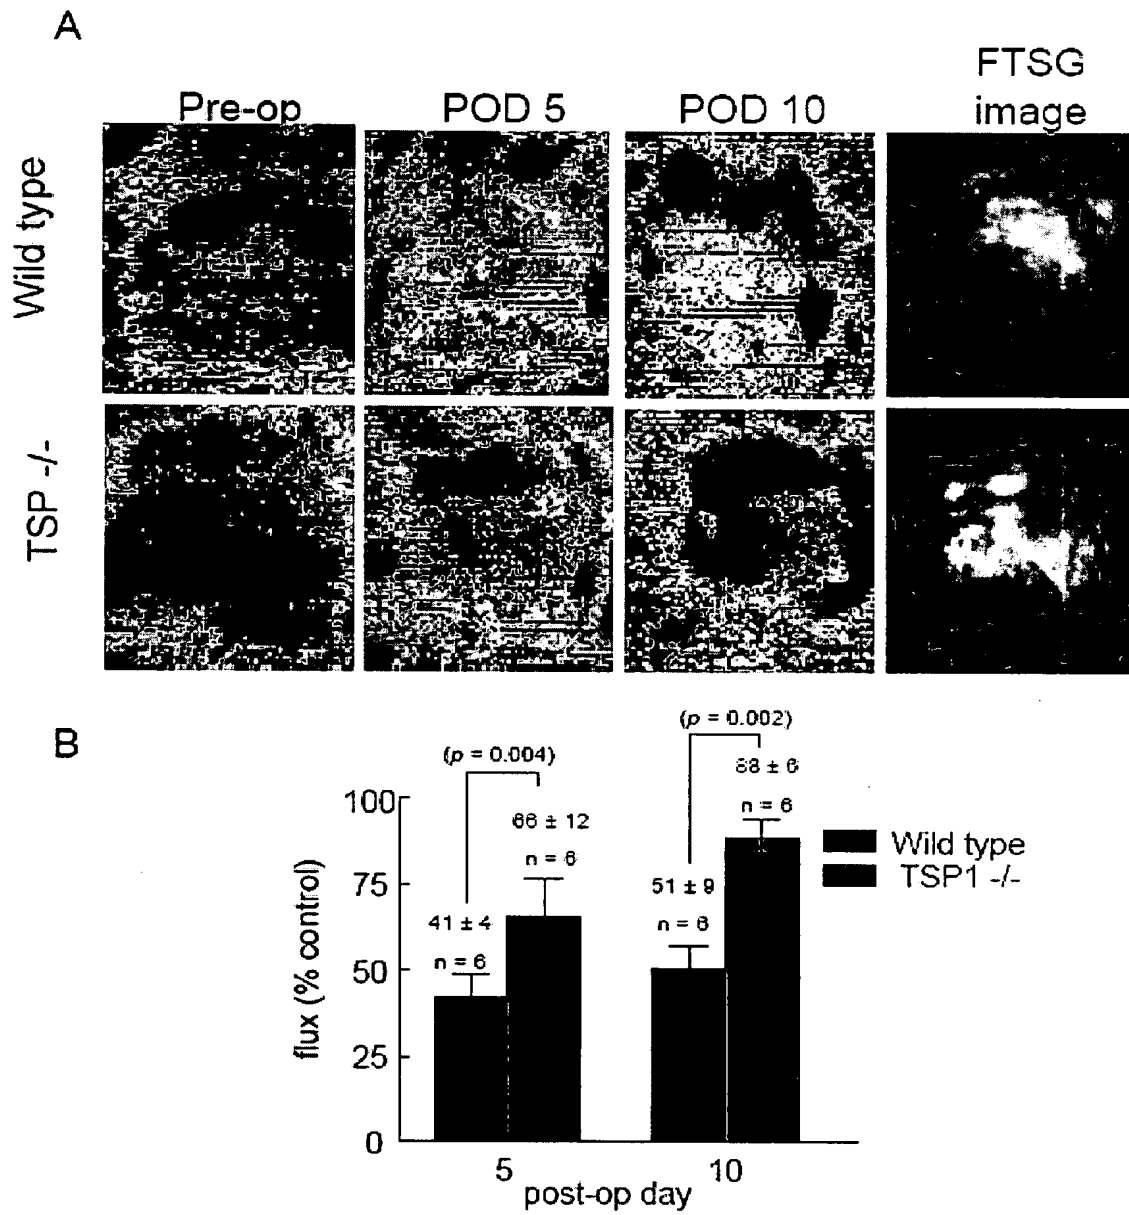 A
Pre-op
POD 5
POD 10
FTSG
image
Wild type
TSP -/-
B
(p = 0.004)
(p = 0.002)
41 ± 4
n = 6
66 ± 12
n = 6
51 ± 9
n = 6
88 ± 6
n = 6
100
75
50
25
0
flux (% control)
5
10
post-op day
Wild type
TSP1 -/-